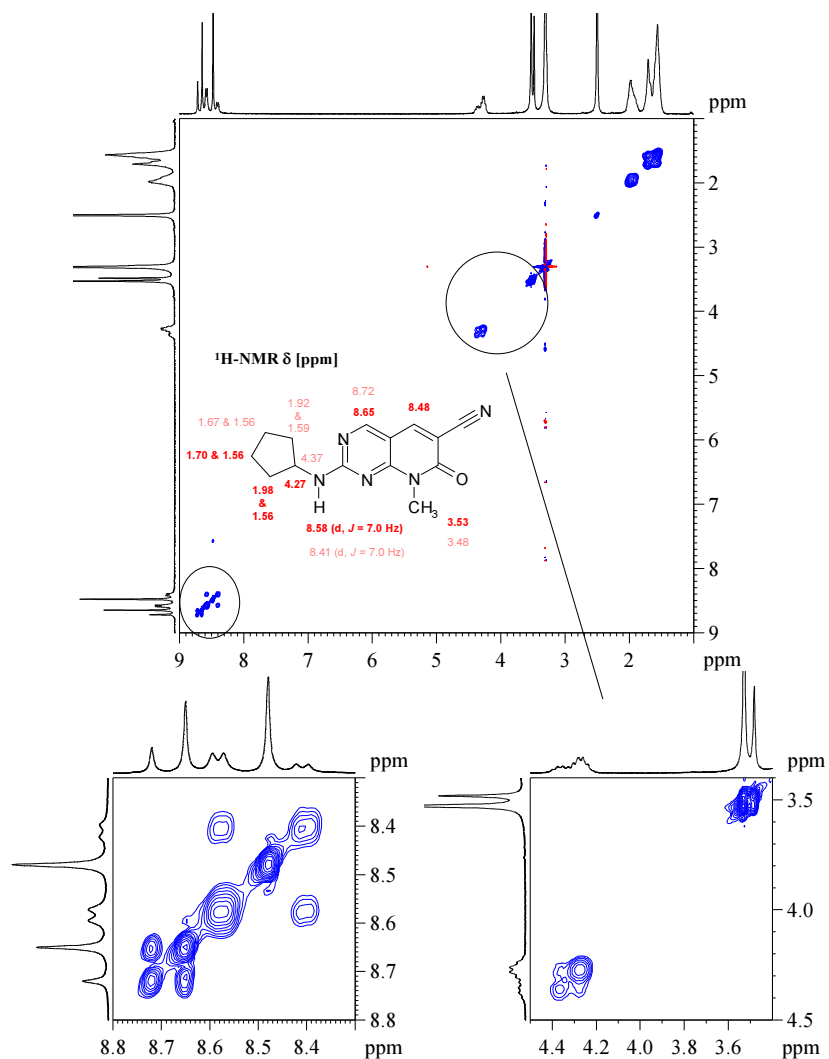 ppm
2
3
4
5
6
7
8
9
9
8
7
6
5
4
3
2
ppm
¹H-NMR δ [ppm]
8.72
8.65
8.48
N
1.92
&
1.59
1.67 & 1.56
1.70 & 1.56
4.37
N
4.27
N
H
N
N
O
CH₃
1.98
&
1.56
8.58 (d, J = 7.0 Hz)
3.53
8.41 (d, J = 7.0 Hz)
3.48
ppm
8.4
8.5
8.6
8.7
8.8
8.8
8.7
8.6
8.5
8.4
ppm
ppm
3.5
4.0
4.5
4.4
4.2
4.0
3.8
3.6
ppm